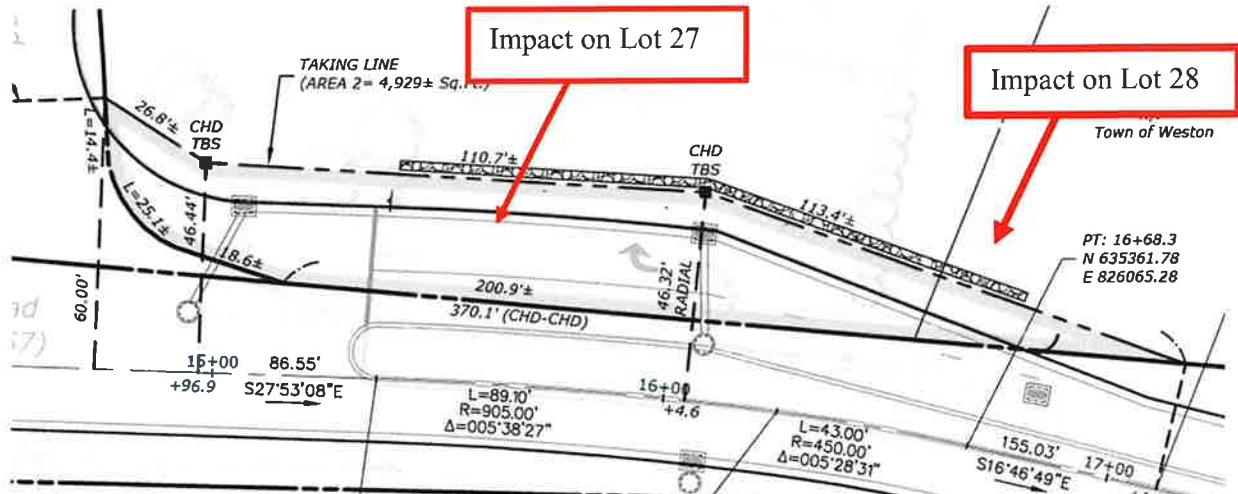 Impact on Lot 27
Impact on Lot 28
TAKING LINE
(AREA 2= 4,929± Sq.Ft.)
Town of Weston
26.8'±
CHD
TBS
L=14.4±
110.7'±
CHD
TBS
113.4'±
L=25.1±
46.44'
18.6±
PT: 16+68.3
N 635361.78
E 826065.28
60.00'
200.9'±
370.1' (CHD-CHD)
46.32'
RADIAL
15+00
+96.9
86.55'
S27°53'08"E
L=89.10'
R=905.00'
Δ=005°38'27"
16+00
+4.6
L=43.00'
R=450.00'
Δ=005°28'31"
155.03'
S16°46'49"E
17+00